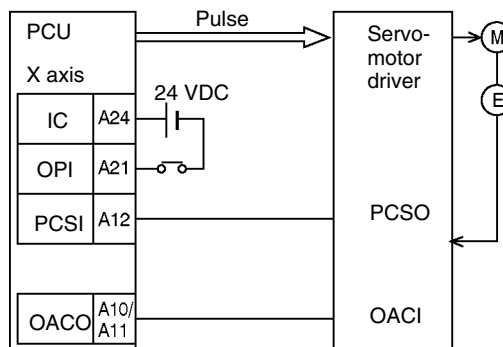 PCU
Pulse
Servo-
motor
driver
M
X axis
24 VDC
E
IC A24
OPI A21
PCSI A12
PCSO
OACO A10/
A11
OACI